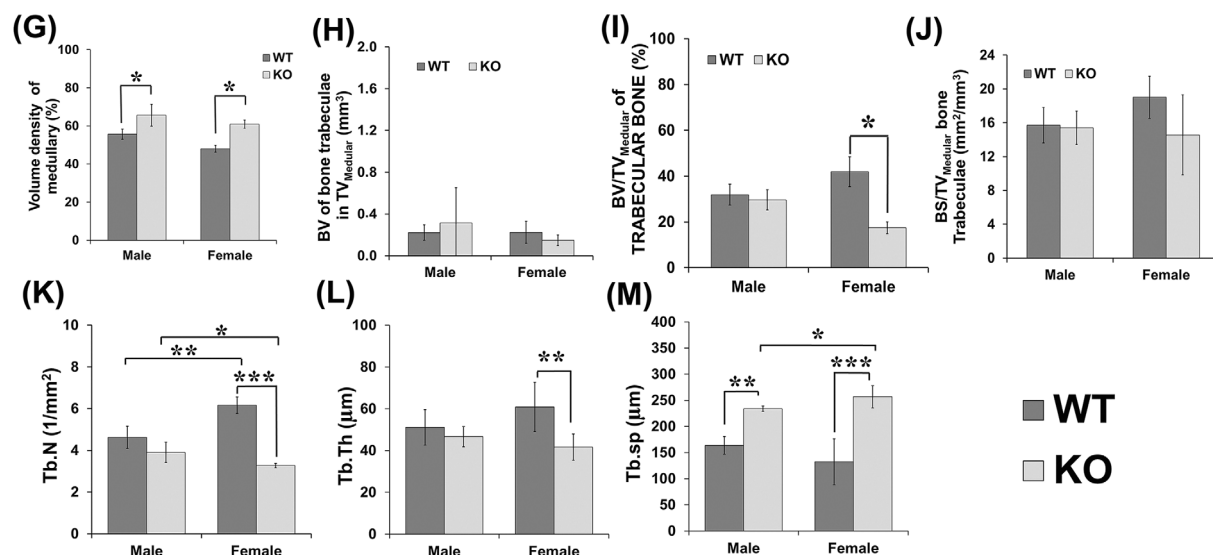 (G)
Volume density of
medullary (%)
100
80
60
40
20
0
WT
KO
*
*
Male
Female
(H)
BV of bone trabeculae
in TVMedular (mm³)
2.0
1.6
1.2
0.8
0.4
0.0
WT
KO
Male
Female
(I)
BV/TVMedular of
TRABECULAR BONE (%)
100
80
60
40
20
0
WT
KO
*
Male
Female
(J)
BS/TVMedular bone
Trabeculae (mm²/mm³)
24
20
16
12
8
4
0
WT
KO
Male
Female
(K)
Tb.N (1/mm²)
10
8
6
4
2
0
*
**
***
Male
Female
(L)
Tb.Th (μm)
100
80
60
40
20
0
**
Male
Female
(M)
Tb.sp (μm)
400
350
300
250
200
150
100
50
0
*
**
***
Male
Female
WT
KO